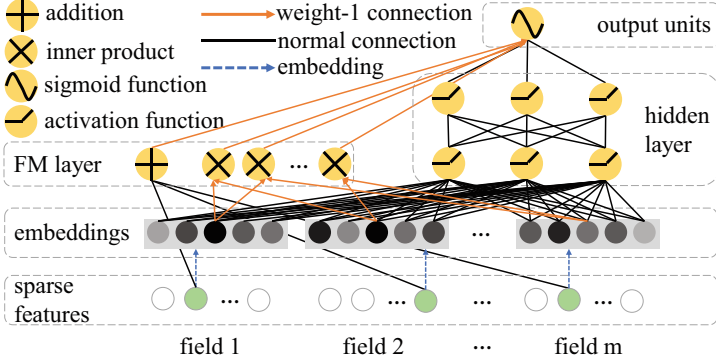 addition
inner product
sigmoid function
activation function
weight-1 connection
normal connection
embedding
output units
hidden
layer
FM layer
...
embeddings
...
sparse
features
... ... ... ...
field 1 field 2 ... field m